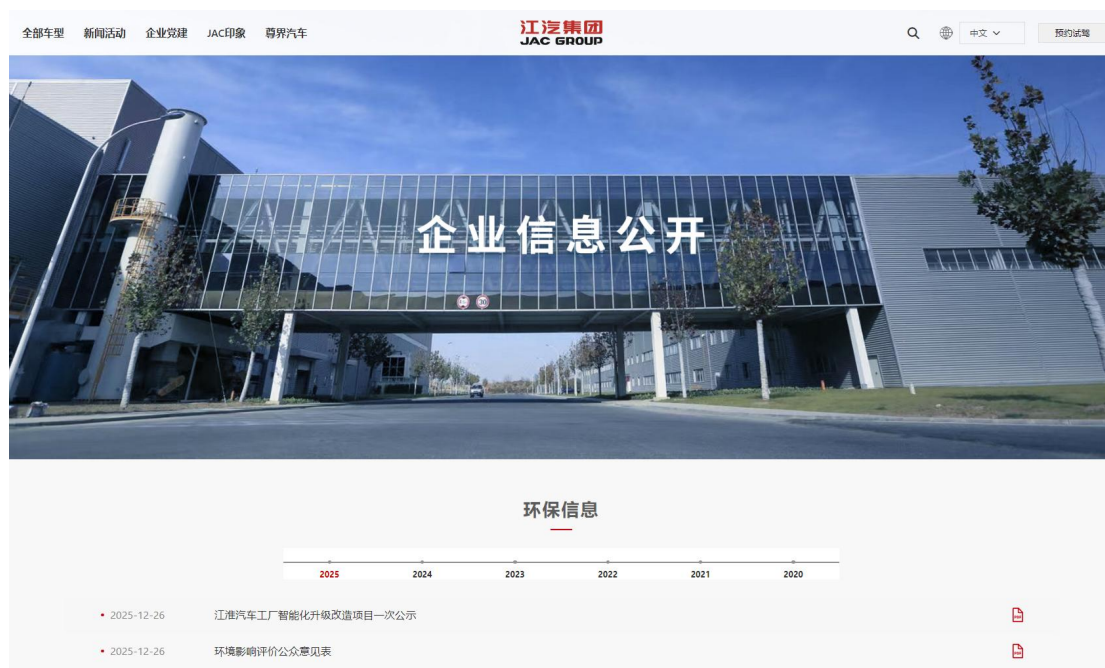 全部车型 新闻活动 企业党建 JAC印象 尊界汽车 江汽集团 中文 预约试驾
JAC GROUP
企业信息公开
30
环保信息
2025 2024 2023 2022 2021 2020
2025-12-26 江淮汽车工厂智能化升级改造项目一次公示
2025-12-26 环境影响评价公众意见表